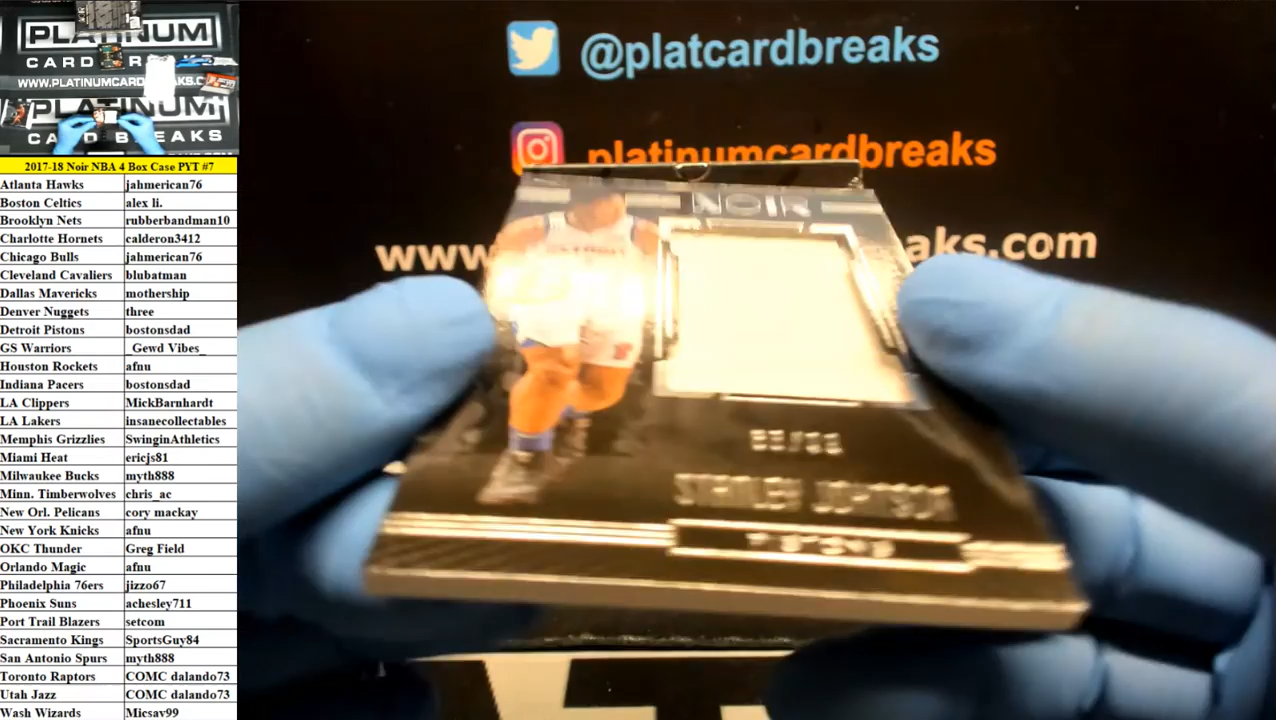 PLATINUM
CARD BREAKS
WWW.PLATINUMCARDBREAKS.C
PLATINUM
CARD BREAKS
2017-18 Noir NBA 4 Box Case PYT #7
Atlanta Hawks jahmerican76
Boston Celtics alex li.
Brooklyn Nets rubberbandman10
Charlotte Hornets calderon3412
Chicago Bulls jahmerican76
Cleveland Cavaliers blubatman
Dallas Mavericks mothership
Denver Nuggets three
Detroit Pistons bostonsdad
GS Warriors _Gewd Vibes_
Houston Rockets afnu
Indiana Pacers bostonsdad
LA Clippers MickBarnhardt
LA Lakers insanecollectables
Memphis Grizzlies SwinginAthletics
Miami Heat ericjs81
Milwaukee Bucks myth888
Minn. Timberwolves chris_ac
New Orl. Pelicans cory mackay
New York Knicks afnu
OKC Thunder Greg Field
Orlando Magic afnu
Philadelphia 76ers jizzo67
Phoenix Suns achesley711
Port Trail Blazers setcom
Sacramento Kings SportsGuy84
San Antonio Spurs myth888
Toronto Raptors COMC dalando73
Utah Jazz COMC dalando73
Wash Wizards Micsav99
@platcardbreaks
platinumcardbreaks
www aks.com
NOIR
STANLEY JOHNSON